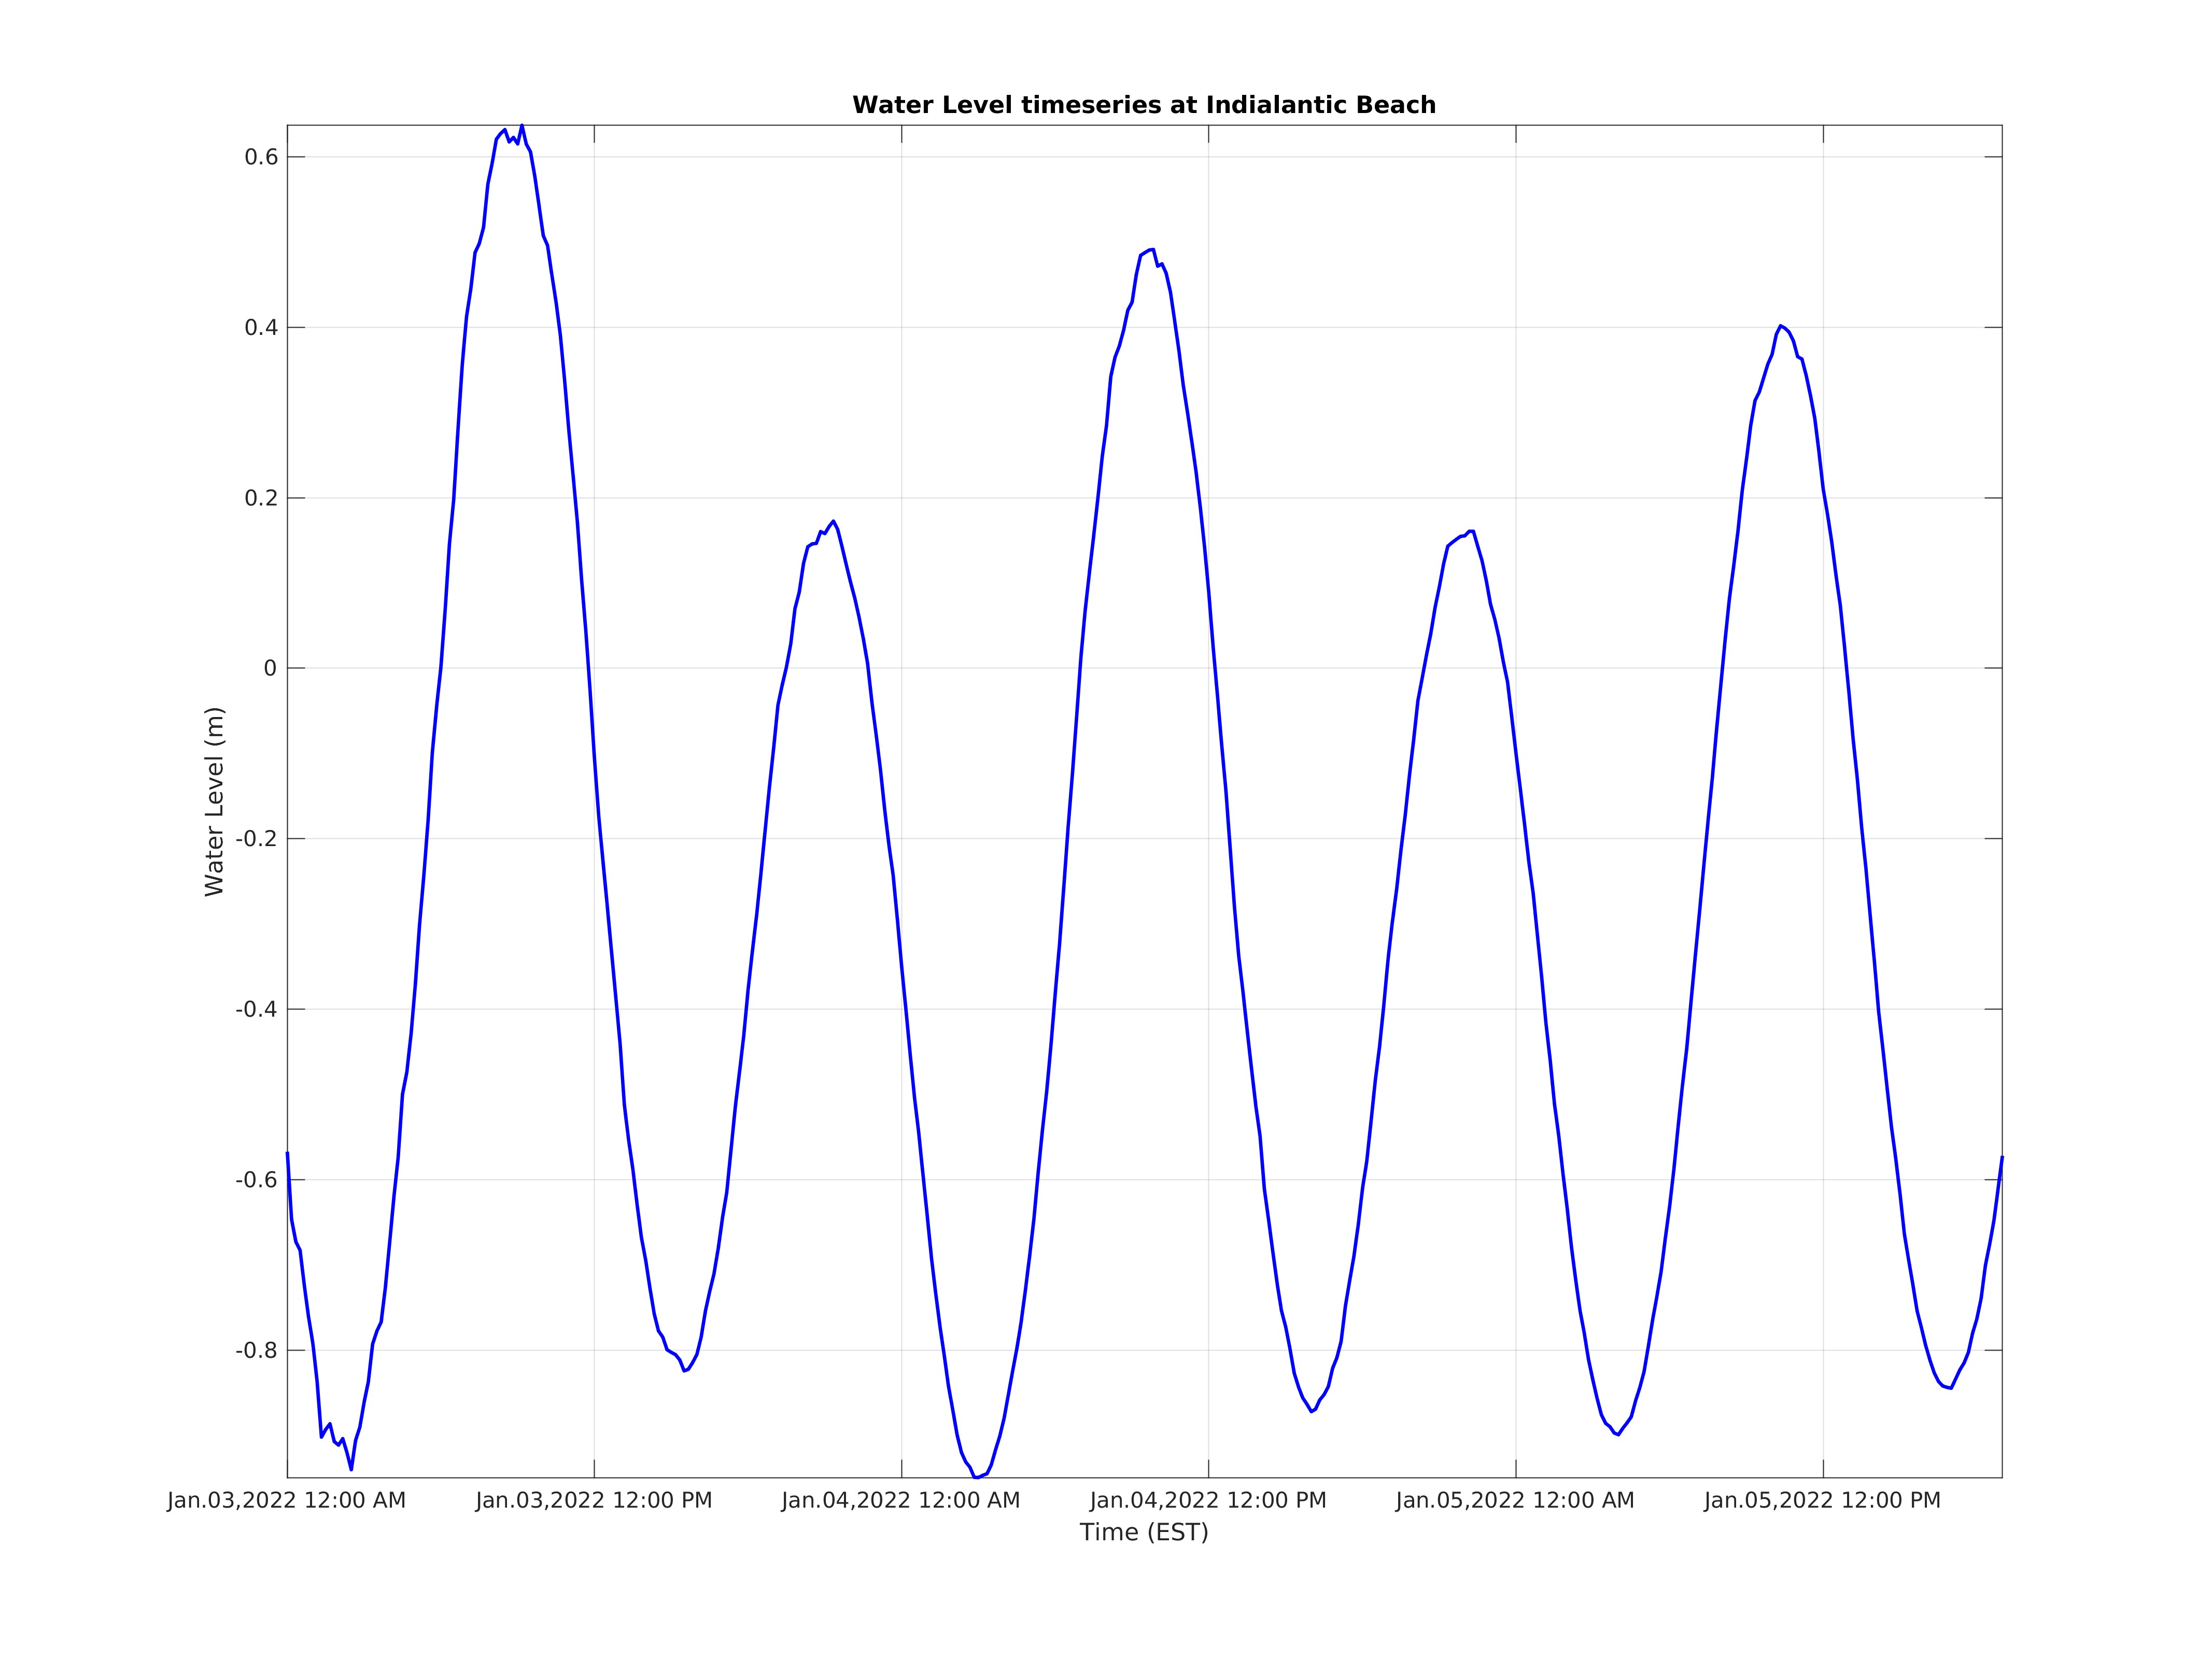 Water Level timeseries at Indialantic Beach
0.6
0.4
0.2
0
-0.2
-0.4
-0.6
-0.8
Water Level (m)
Jan.03,2022 12:00 AM Jan.03,2022 12:00 PM Jan.04,2022 12:00 AM Jan.04,2022 12:00 PM Jan.05,2022 12:00 AM Jan.05,2022 12:00 PM
Time (EST)